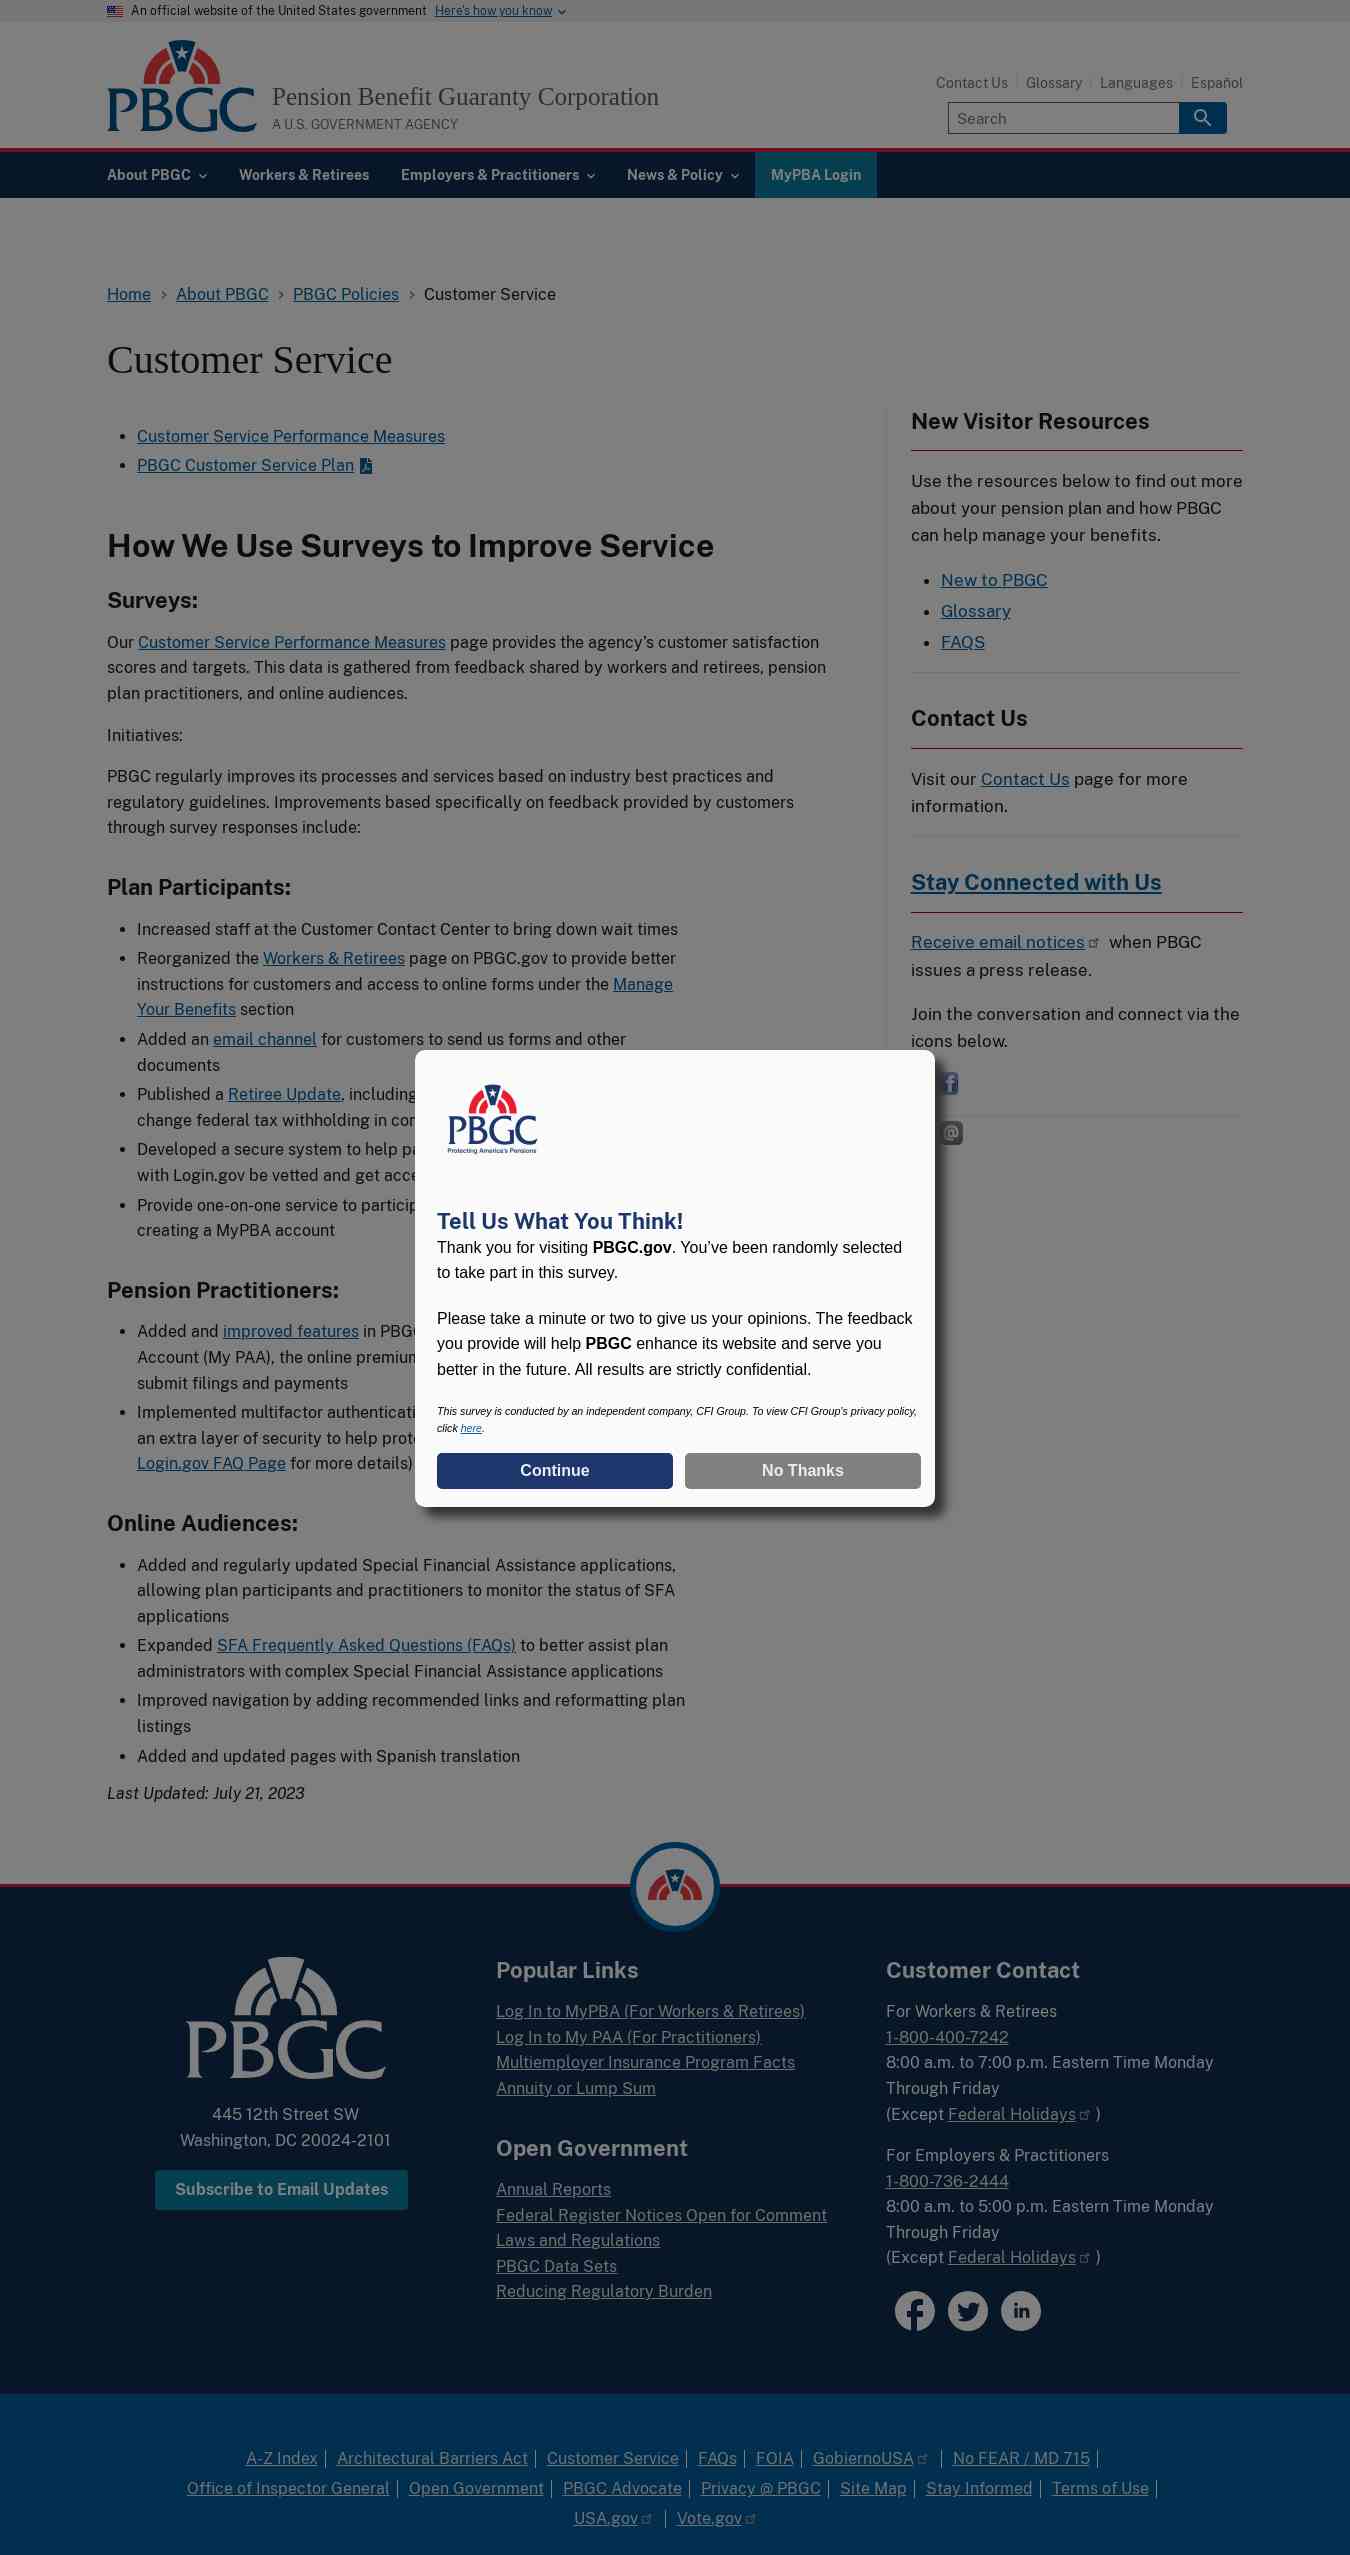 An official website of the United States government Here's how you know
PBGC
Pension Benefit Guaranty Corporation
A U.S. GOVERNMENT AGENCY
Contact Us Glossary Languages Español
Search
About PBGC Workers & Retirees Employers & Practitioners News & Policy MyPBA Login
Home About PBGC PBGC Policies Customer Service
Customer Service
Customer Service Performance Measures
PBGC Customer Service Plan
How We Use Surveys to Improve Service
Surveys:
Our Customer Service Performance Measures page provides the agency's customer satisfaction
scores and targets. This data is gathered from feedback shared by workers and retirees, pension
plan practitioners, and online audiences.
Initiatives:
PBGC regularly improves its processes and services based on industry best practices and
regulatory guidelines. Improvements based specifically on feedback provided by customers
through survey responses include:
Plan Participants:
Increased staff at the Customer Contact Center to bring down wait times
Reorganized the Workers & Retirees page on PBGC.gov to provide better
instructions for customers and access to online forms under the Manage
Your Benefits section
Added an email channel for customers to send us forms and other
documents
Published a Retiree Update, including
change federal tax withholding in
Developed a secure system to help
with Login.gov be vetted and get
Provide one-on-one service to
creating a MyPBA account
Pension Practitioners:
Added and improved features in
Account (My PAA), the online premium
submit filings and payments
Implemented multifactor
an extra layer of security to help
Login.gov FAQ Page for more details)
Online Audiences:
Added and regularly updated Special Financial Assistance applications,
allowing plan participants and practitioners to monitor the status of SFA
applications
Expanded SFA Frequently Asked Questions (FAQs) to better assist plan
administrators with complex Special Financial Assistance applications
Improved navigation by adding recommended links and reformatting plan
listings
Added and updated pages with Spanish translation
Last Updated: July 21, 2023
New Visitor Resources
Use the resources below to find out more
about your pension plan and how PBGC
can help manage your benefits.
New to PBGC
Glossary
FAQS
Contact Us
Visit our Contact Us page for more
information.
Stay Connected with Us
Receive email notices when PBGC
issues a press release.
Join the conversation and connect via the
icons below.
PBGC
Protecting America's Pensions
Tell Us What You Think!
Thank you for visiting PBGC.gov. You've been randomly selected
to take part in this survey.
Please take a minute or two to give us your opinions. The feedback
you provide will help PBGC enhance its website and serve you
better in the future. All results are strictly confidential.
This survey is conducted by an independent company, CFI Group. To view CFI Group's privacy policy,
click here.
Continue No Thanks
PBGC
445 12th Street SW
Washington, DC 20024-2101
Subscribe to Email Updates
Popular Links
Log In to MyPBA (For Workers & Retirees)
Log In to My PAA (For Practitioners)
Multiemployer Insurance Program Facts
Annuity or Lump Sum
Open Government
Annual Reports
Federal Register Notices Open for Comment
Laws and Regulations
PBGC Data Sets
Reducing Regulatory Burden
Customer Contact
For Workers & Retirees
1-800-400-7242
8:00 a.m. to 7:00 p.m. Eastern Time Monday
Through Friday
(Except Federal Holidays )
For Employers & Practitioners
1-800-736-2444
8:00 a.m. to 5:00 p.m. Eastern Time Monday
Through Friday
(Except Federal Holidays )
A-Z Index Architectural Barriers Act Customer Service FAQs FOIA GobiernoUSA No FEAR / MD 715
Office of Inspector General Open Government PBGC Advocate Privacy @ PBGC Site Map Stay Informed Terms of Use
USA.gov Vote.gov